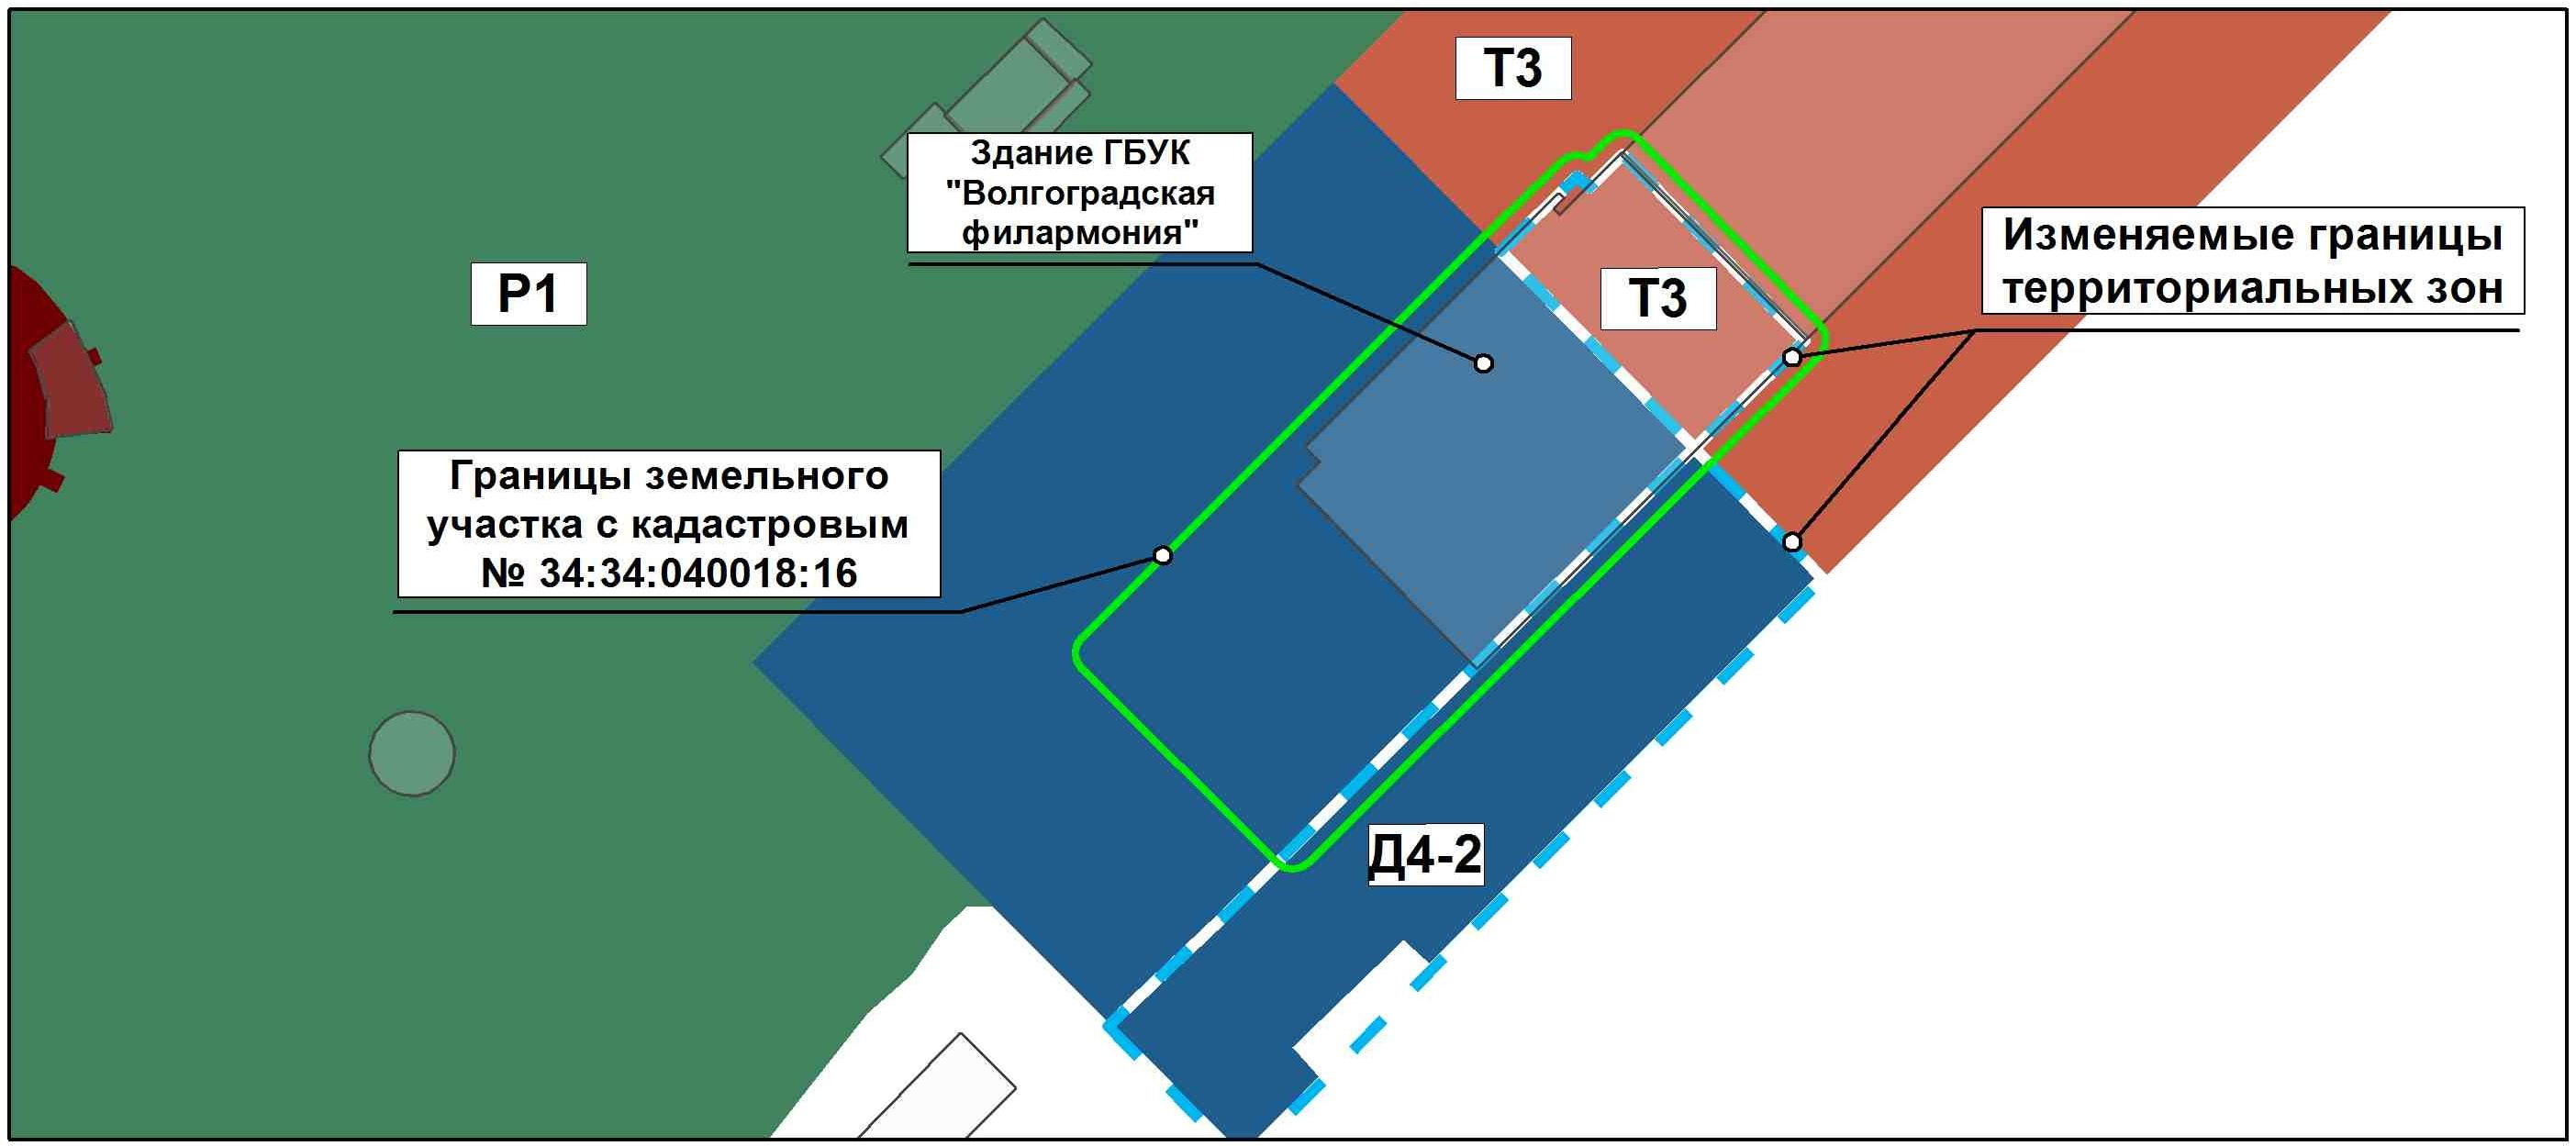 Т3
Здание ГБУК
"Волгоградская
филармония"
Изменяемые границы
территориальных зон
Р1
Т3
Границы земельного
участка с кадастровым
№ 34:34:040018:16
Д4-2